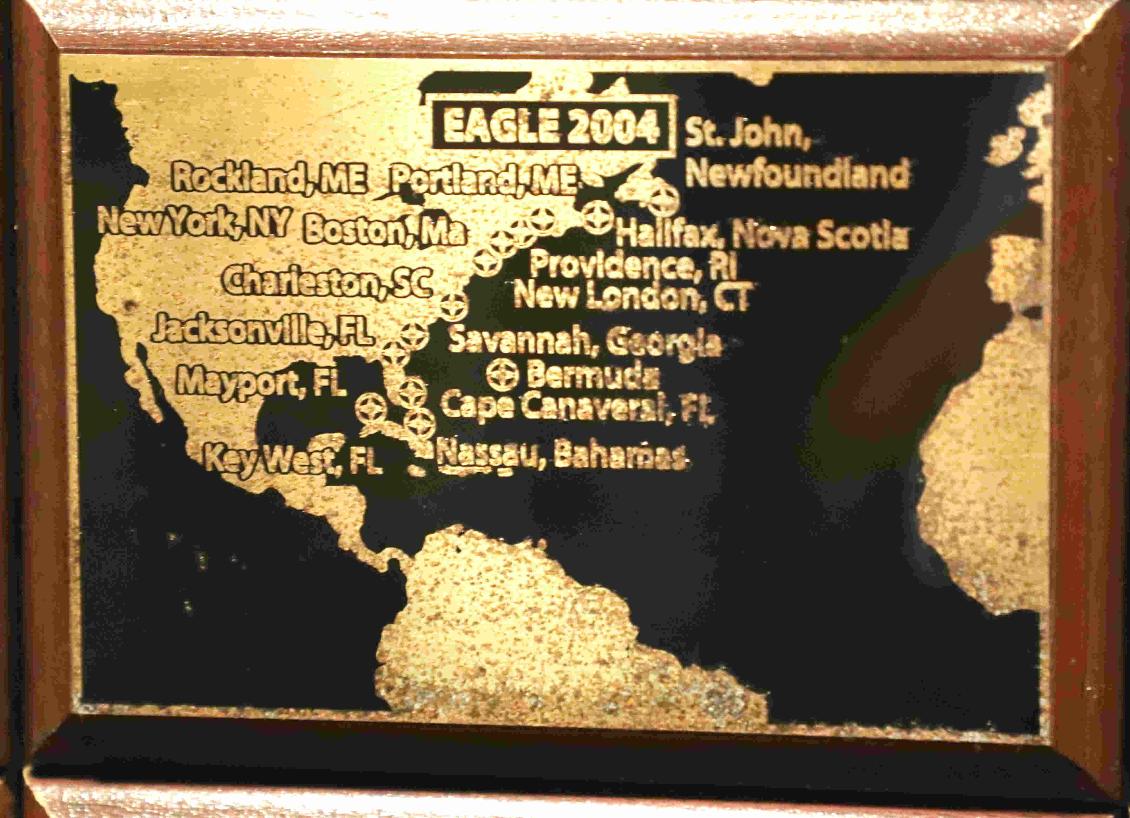 EAGLE 2004
St. John,
Newfoundland
Rockland, ME Portland, ME
New York, NY Boston, Ma
Halifax, Nova Scotia
Providence, RI
Charleston, SC
New London, CT
Jacksonville, FL
Savannah, Georgia
Mayport, FL
Bermuda
Cape Canaveral, FL
Key West, FL
Nassau, Bahamas